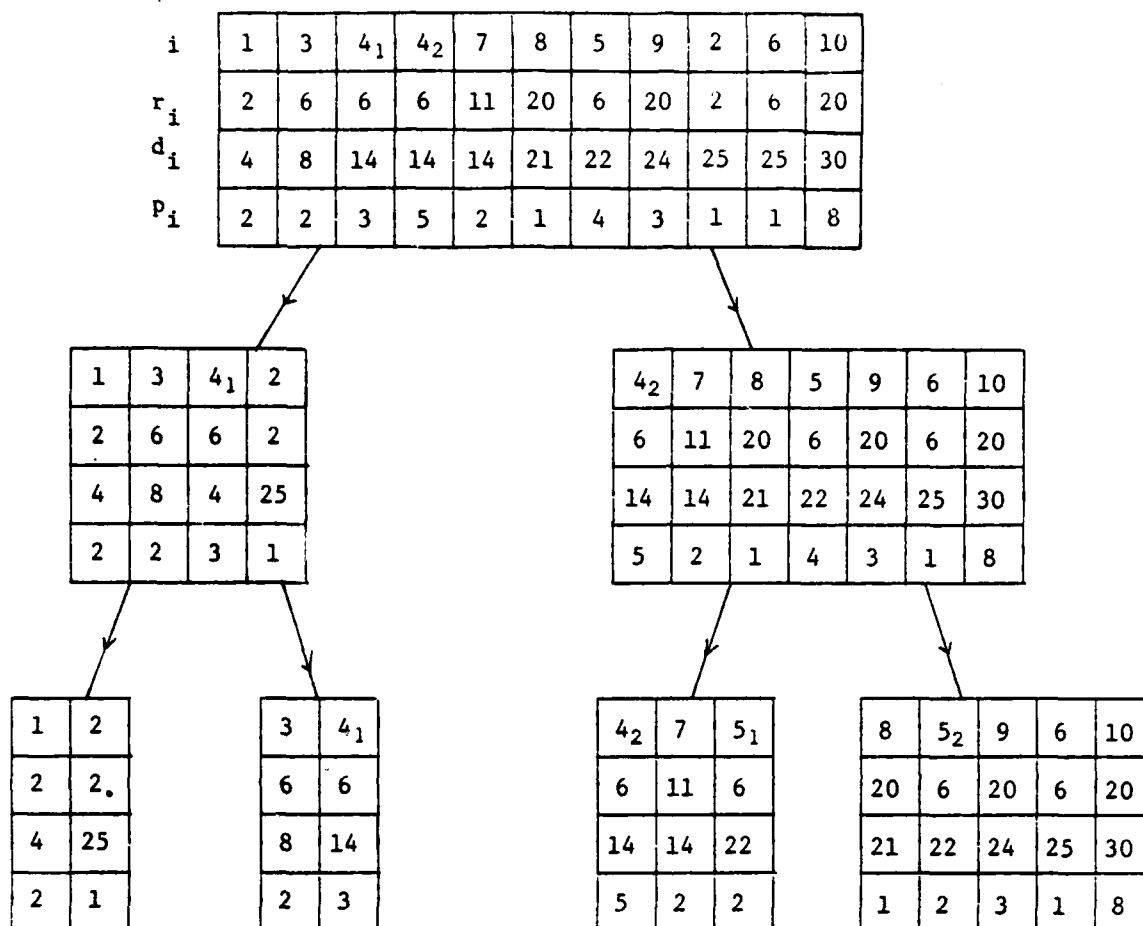 i 1 3 4₁ 4₂ 7 8 5 9 2 6 10
rᵢ 2 6 6 6 11 20 6 20 2 6 20
dᵢ 4 8 14 14 14 21 22 24 25 25 30
Pᵢ 2 2 3 5 2 1 4 3 1 1 8
1 3 4₁ 2
2 6 6 2
4 8 4 25
2 2 3 1
4₂ 7 8 5 9 6 10
6 11 20 6 20 6 20
14 14 21 22 24 25 30
5 2 1 4 3 1 8
1 2
2 2.
4 25
2 1
3 4₁
6 6
8 14
2 3
4₂ 7 5₁
6 11 6
14 14 22
5 2 2
8 5₂ 9 6 10
20 6 20 6 20
21 22 24 25 30
1 2 3 1 8